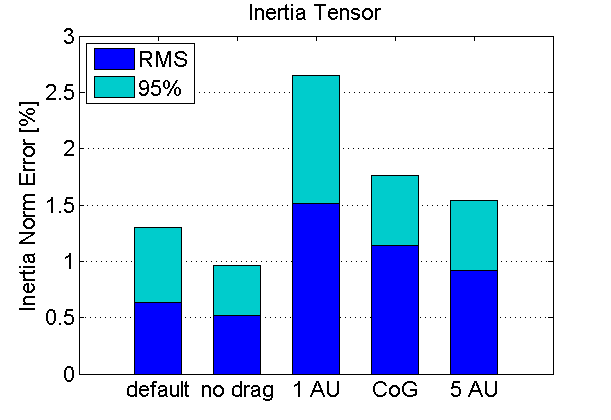 Inertia Tensor
Inertia Norm Error [%]
3
2.5
2
1.5
1
0.5
0
RMS
95%
default no drag 1 AU CoG 5 AU